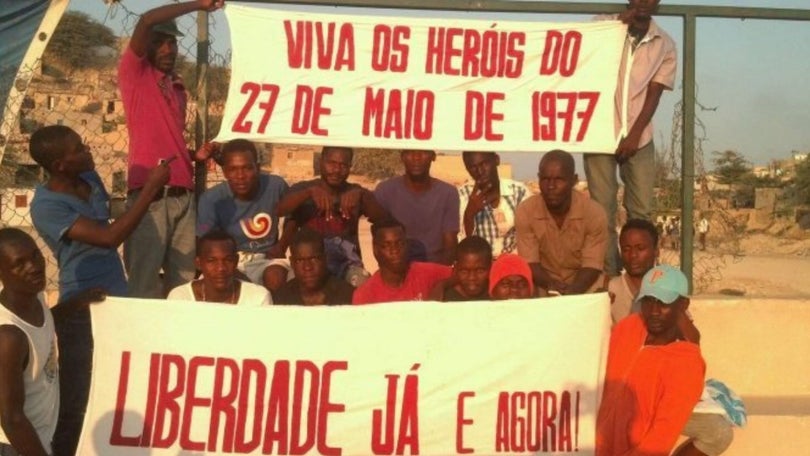 VIVA OS HERÓIS DO
27 DE MAIO DE 1977
LIBERDADE JÁ E AGORA!